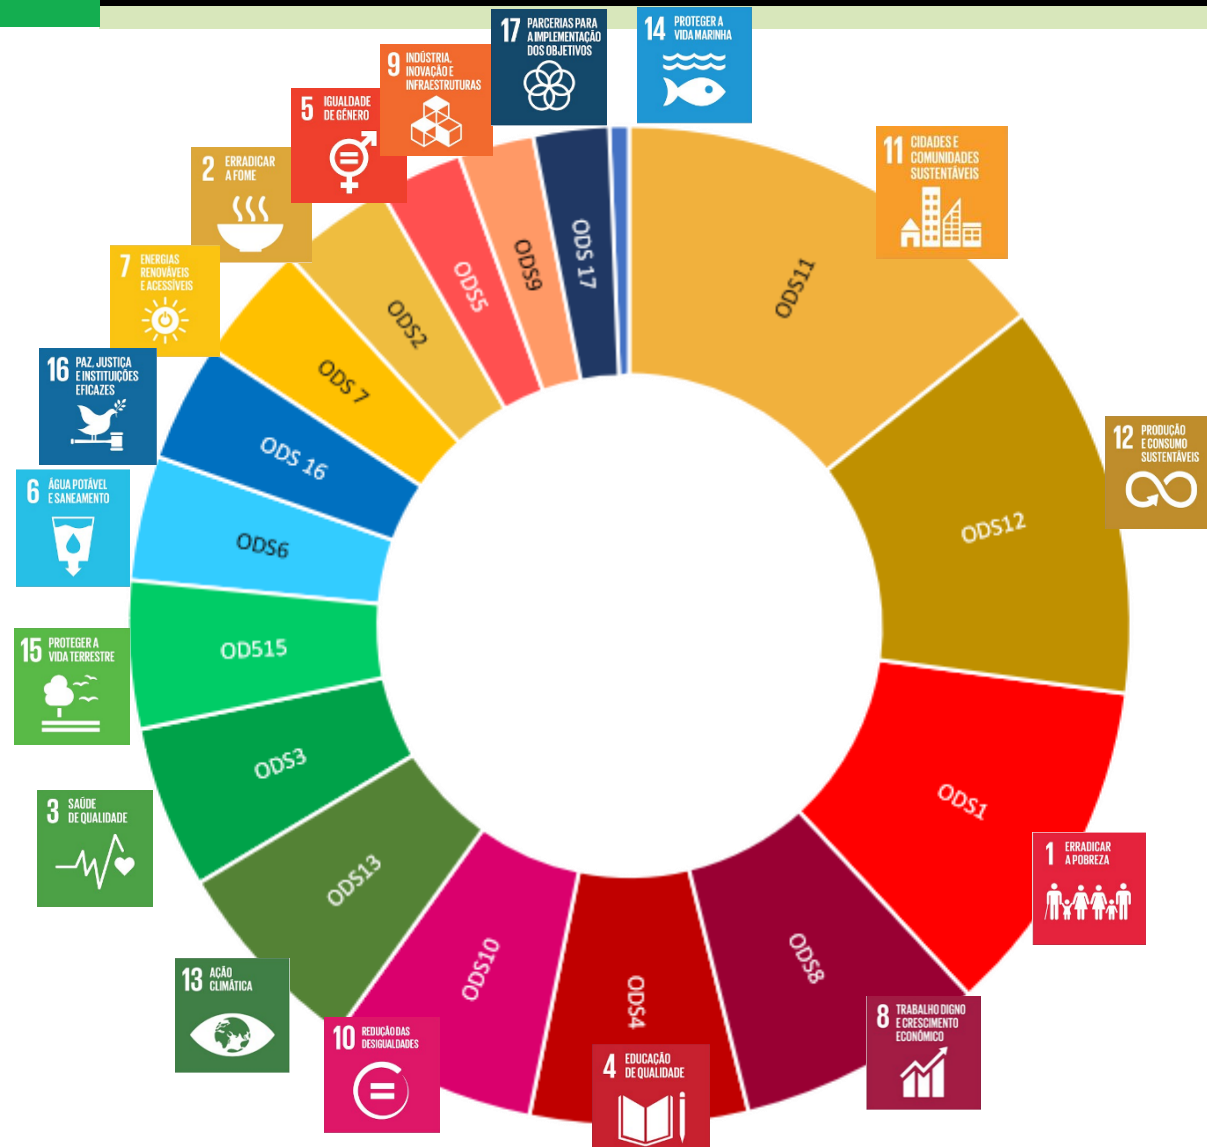 17 PARCERIAS PARA
A IMPLEMENTAÇÃO
DOS OBJETIVOS
14 PROTEGER A
VIDA MARINHA
9 INDÚSTRIA,
INOVAÇÃO E
INFRAESTRUTURAS
5 IGUALDADE
DE GÉNERO
11 CIDADES E
COMUNIDADES
SUSTENTÁVEIS
2 ERRADICAR
A FOME
7 ENERGIAS
RENOVÁVEIS
E ACESSÍVEIS
16 PAZ, JUSTIÇA
E INSTITUIÇÕES
EFICAZES
12 PRODUÇÃO
E CONSUMO
SUSTENTÁVEIS
6 ÁGUA POTÁVEL
E SANEAMENTO
15 PROTEGER A
VIDA TERRESTRE
3 SAÚDE
DE QUALIDADE
1 ERRADICAR
A POBREZA
13 AÇÃO
CLIMÁTICA
10 REDUÇÃO DAS
DESIGUALDADES
4 EDUCAÇÃO
DE QUALIDADE
8 TRABALHO DIGNO
E CRESCIMENTO
ECONÓMICO
ODS11
ODS12
ODS1
ODS8
ODS4
ODS10
ODS13
ODS3
OD515
ODS6
ODS 16
ODS 7
ODS2
ODS5
ODS9
ODS 17